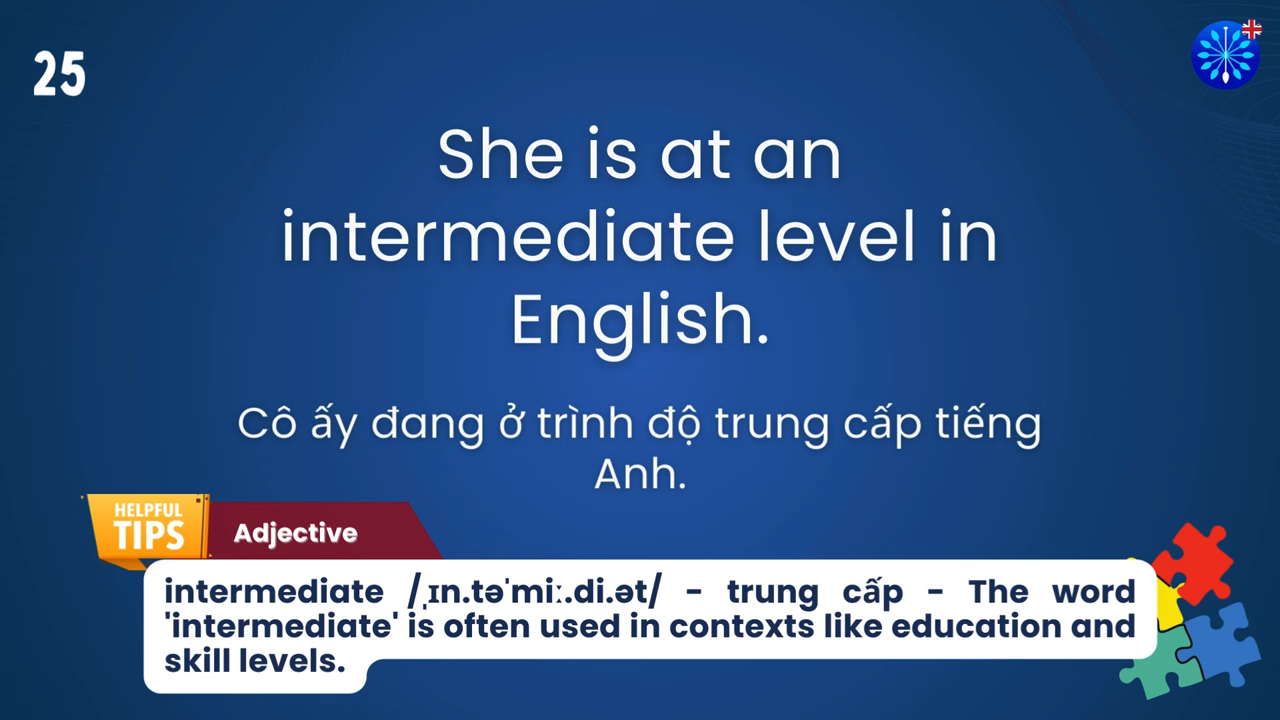 25
She is at an
intermediate level in
English.
Cô ấy đang ở trình độ trung cấp tiếng
Anh.
HELPFUL
TIPS
Adjective
intermediate /ˌɪn.təˈmiː.di.ət/ - trung cấp - The word
'intermediate' is often used in contexts like education and
skill levels.